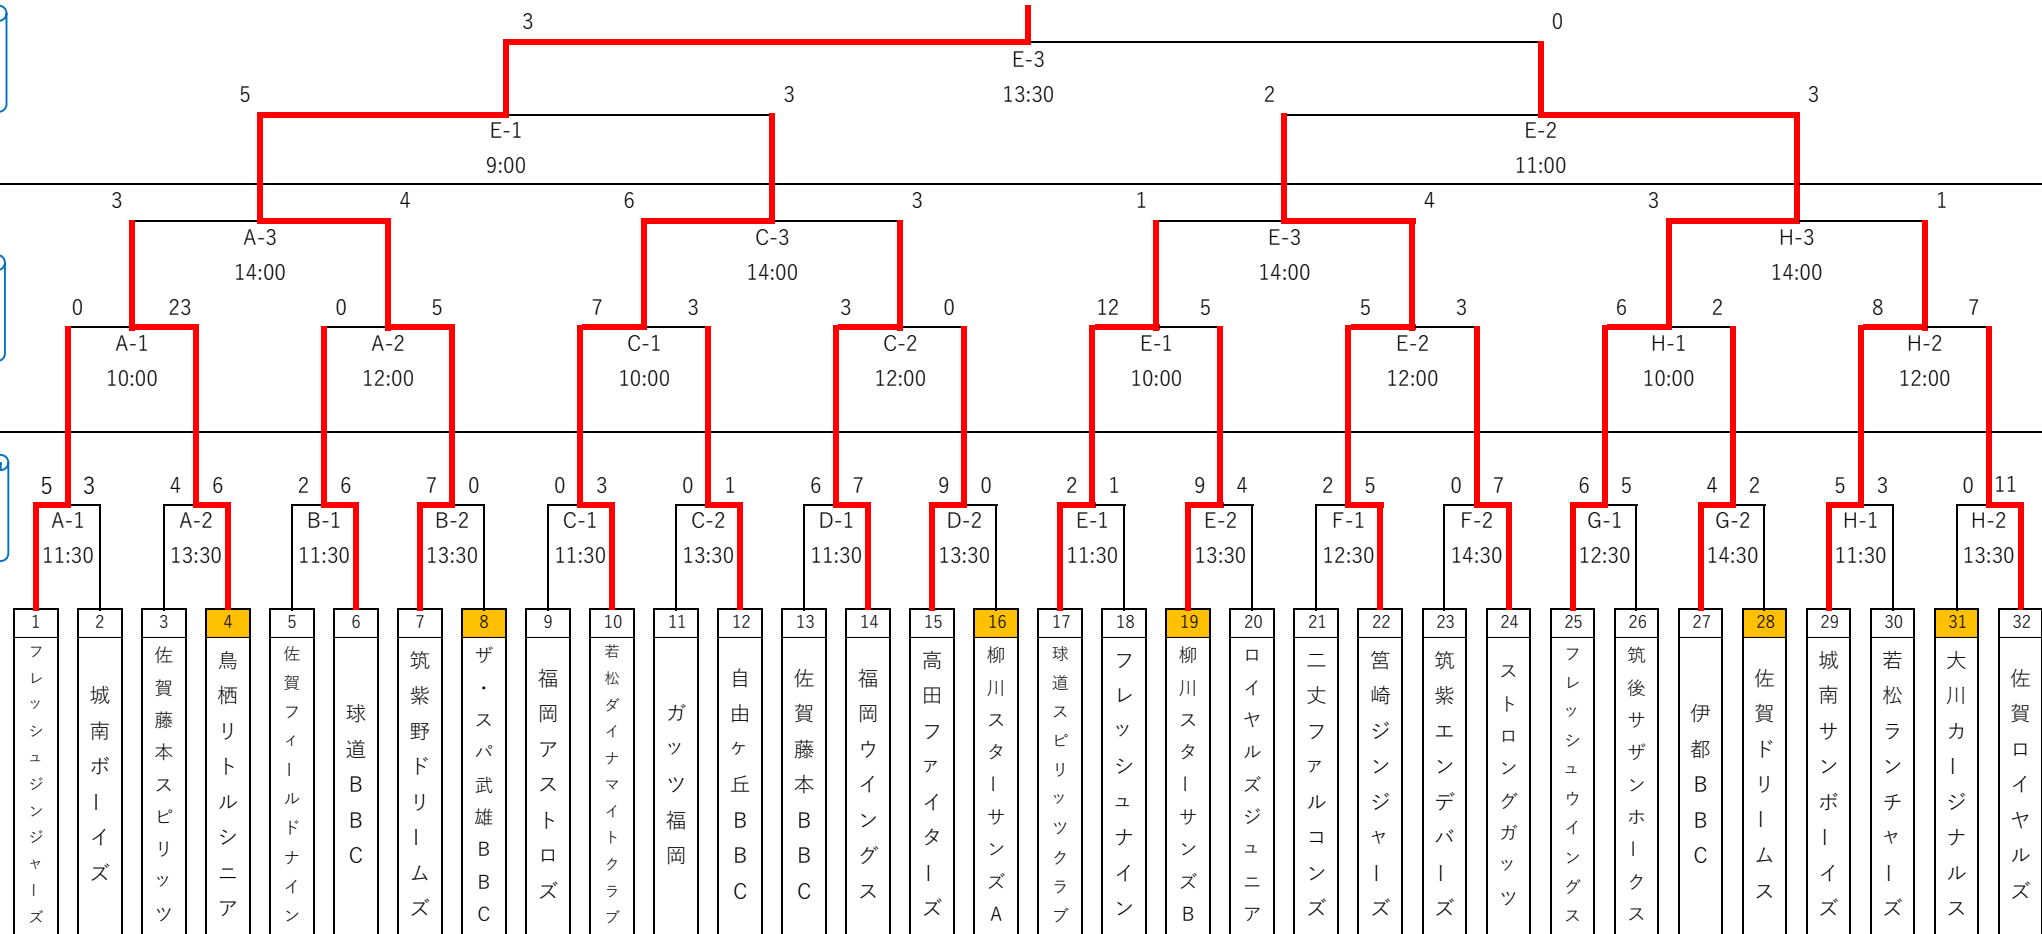 3 0
E-3
5 3 13:30 2 3
E-1 E-2
9:00 11:00
3 4 6 3 1 4 3 1
A-3 C-3 E-3 H-3
14:00 14:00 14:00 14:00
0 23 0 5 7 3 3 0 12 5 5 3 6 2 8 7
A-1 A-2 C-1 C-2 E-1 E-2 H-1 H-2
10:00 12:00 10:00 12:00 10:00 12:00 10:00 12:00
5 3 4 6 2 6 7 0 0 3 0 1 6 7 9 0 2 1 9 4 2 5 0 7 6 5 4 2 5 3 0 11
A-1 A-2 B-1 B-2 C-1 C-2 D-1 D-2 E-1 E-2 F-1 F-2 G-1 G-2 H-1 H-2
11:30 13:30 11:30 13:30 11:30 13:30 11:30 13:30 11:30 13:30 12:30 14:30 12:30 14:30 11:30 13:30
1 2 3 4 5 6 7 8 9 10 11 12 13 14 15 16 17 18 19 20 21 22 23 24 25 26 27 28 29 30 31 32
フレッシュジンジャーズ
城南ボーイズ
佐賀藤本スピリッツ
鳥栖リトルシニア
佐賀フィールドナイン
球道BBC
筑紫野ドリームズ
ザ・スパ武雄BBC
福岡アストロズ
若松ダイナマイトクラブ
ガッツ福岡
自由ヶ丘BBC
佐賀藤本BBC
福岡ウイングス
高田ファイターズ
柳川スターサンズA
球道スピリッツクラブ
フレッシュナイン
柳川スターサンズB
ロイヤルズジュニア
二丈ファルコンズ
筥崎ジンジャーズ
筑紫エンデバーズ
ストロングガッツ
フレッシュウイングス
筑後サザンホークス
伊都BBC
佐賀ドリームス
城南サンボーイズ
若松ランチャーズ
大川カージナルス
佐賀ロイヤルズ